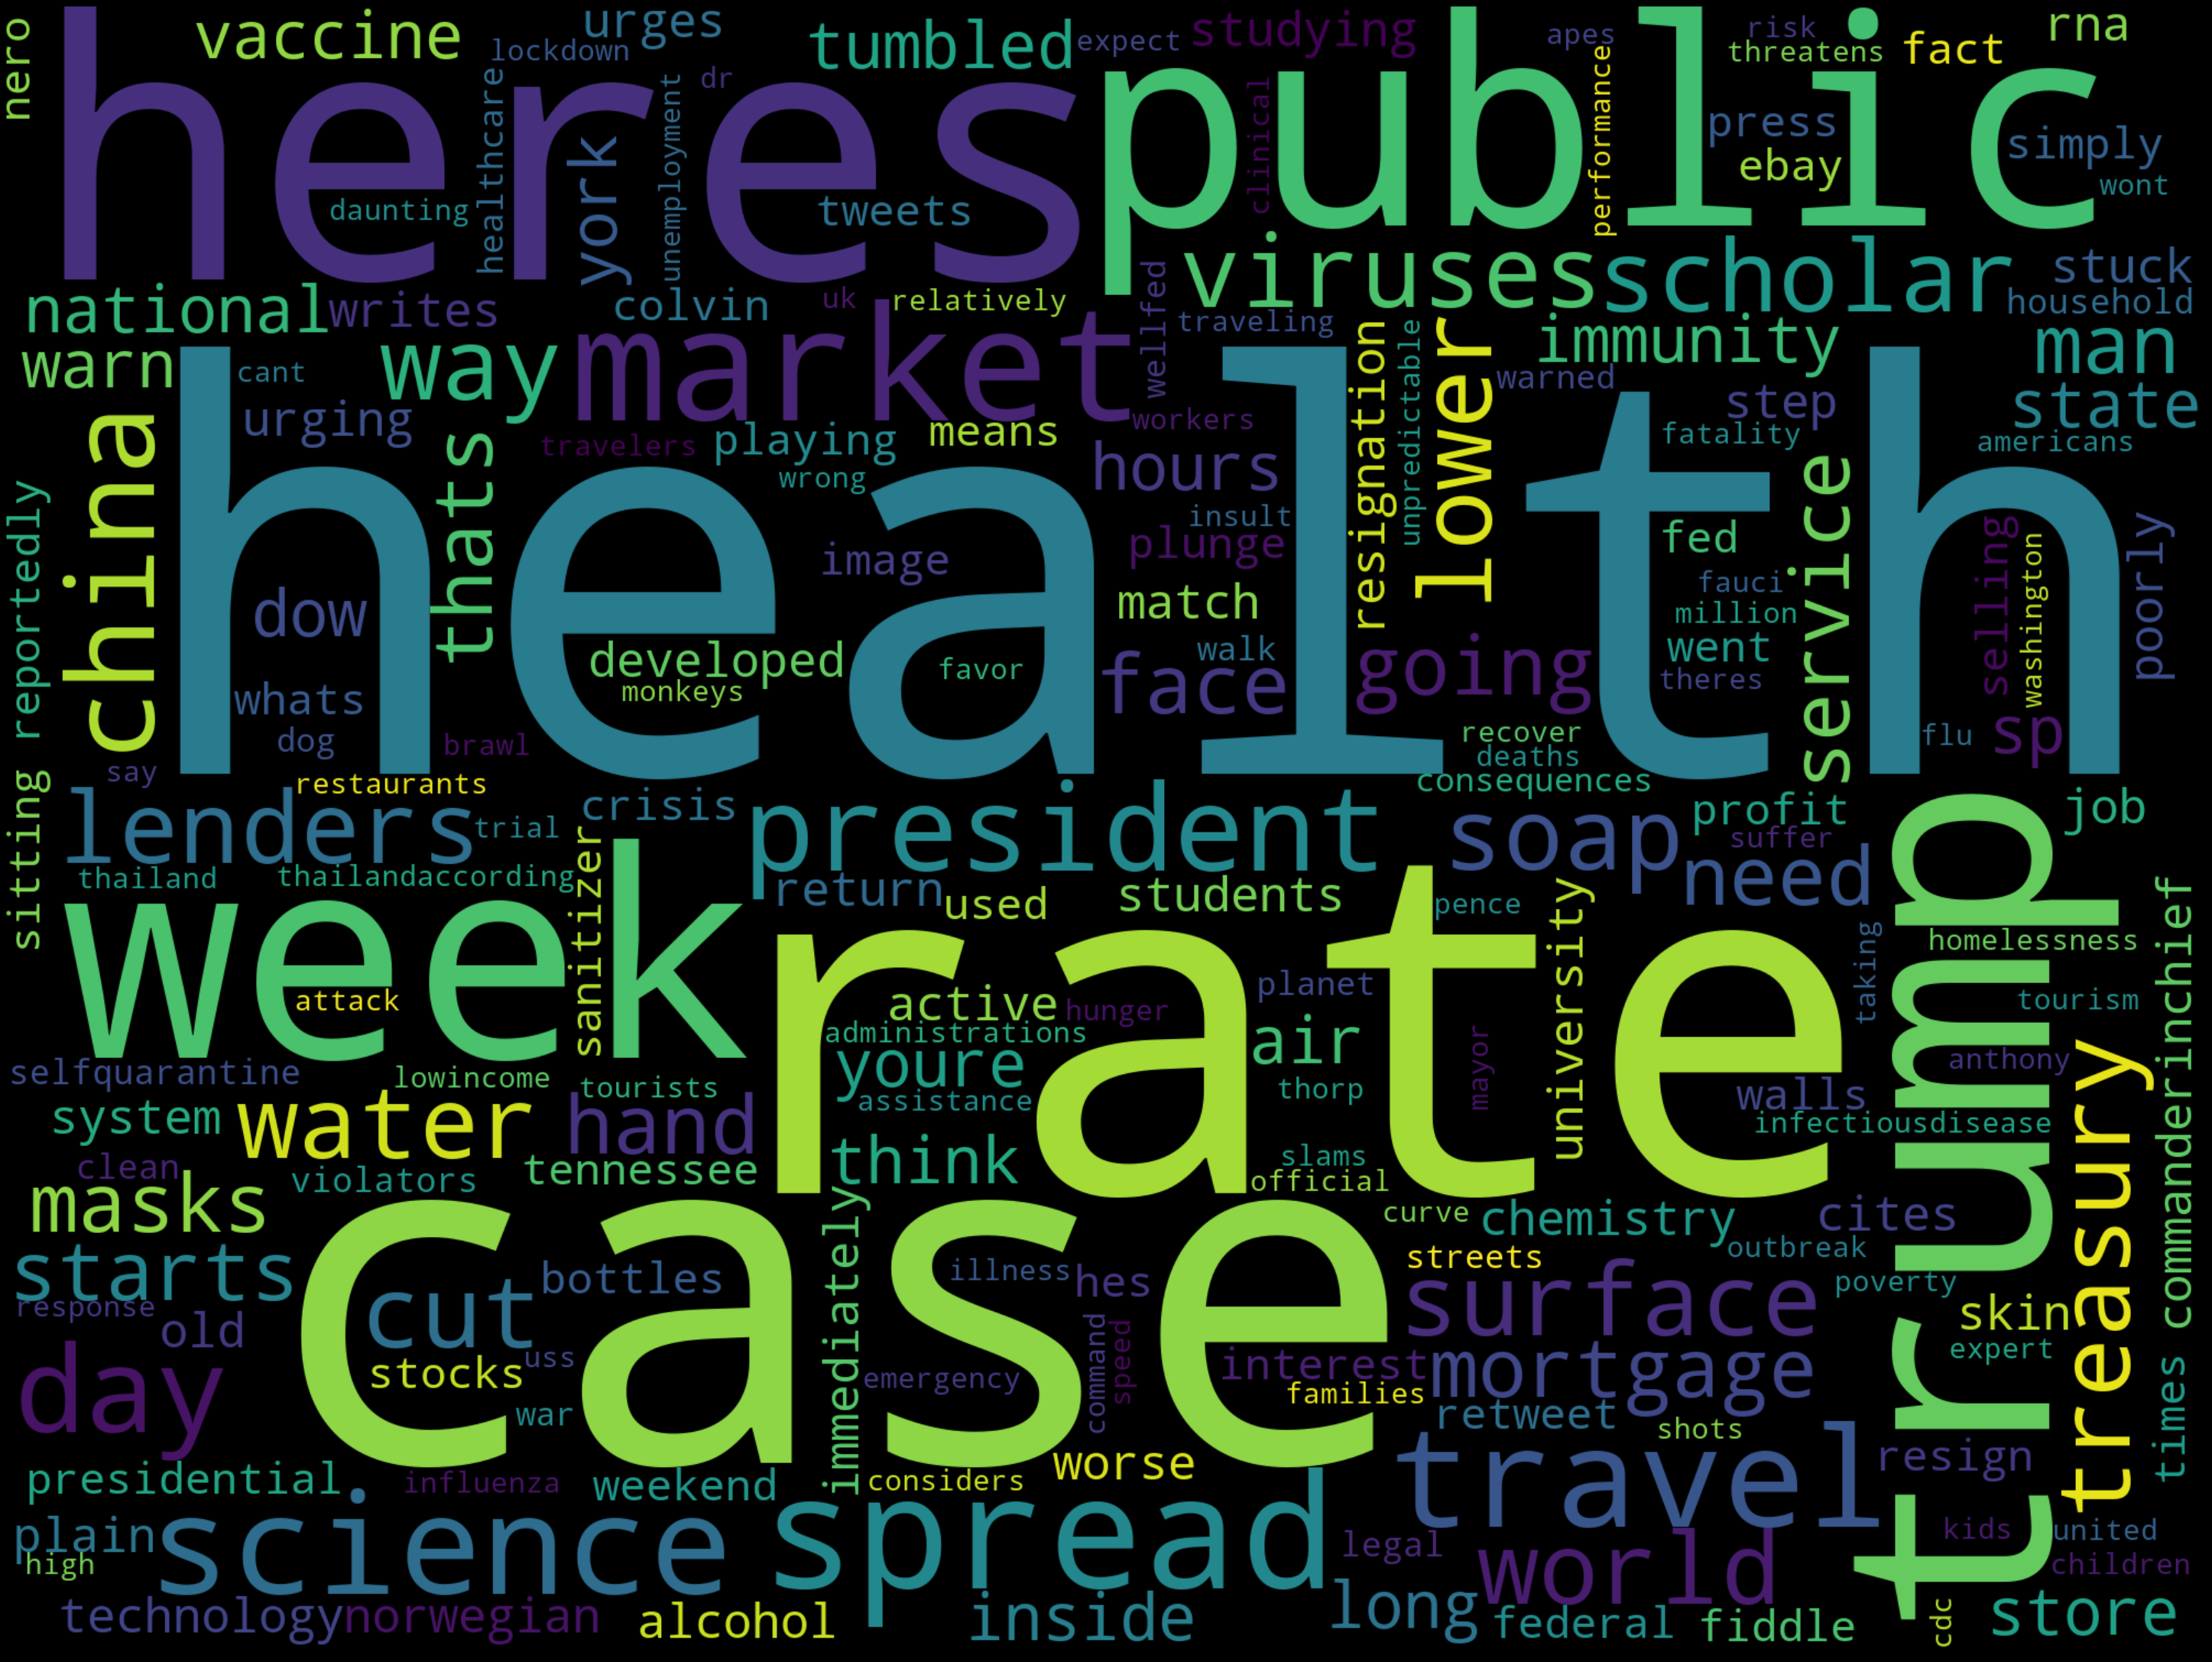 nero
vaccine
lockdown
urges
tumbled
expect
studying
apes
risk
threatens
fact
rna
heres
public
healthcare
dr
daunting
york
unemployment
tweets
clinical
performance
press
ebay
simply
wont
viruses
scholar
stuck
household
national
writes
colvin
uk
relatively
wellfed
traveling
immunity
man
warn
cant
way
market
resignation
unpredictable
lower
warned
step
state
china
urging
thats
travelers
playing
means
workers
hours
fatality
americans
wrong
health
service
reportedly
insult
plunge
image
fed
selling
washington
poorly
dow
match
fauci
million
developed
favor
walk
went
whats
monkeys
face
going
theres
dog
brawl
recover
deaths
flu
sp
say
restaurants
consequences
sitting
lenders
trial
crisis
president
soap
profit
suffer
job
thailand
thailandaccording
sanitizer
return
used
students
pence
need
university
taking
trump
homelessness
commanderinchief
week
rate
attack
active
hunger
planet
tourism
administrations
air
mayor
selfquarantine
lowincome
tourists
youre
assistance
thorp
walls
anthony
treasury
system
water
hand
infectiousdisease
clean
violators
tennessee
think
slams
official
masks
case
immediately
curve
chemistry
cites
starts
streets
outbreak
bottles
illness
hes
poverty
response
old
cut
surface
skin
day
stocks
uss
emergency
command
speed
interest
families
mortgage
expert
war
retweet
shots
times
presidential
influenza
weekend
considers
worse
travel
resign
plain
high
science
spread
legal
world
kids
united
children
technology
norwegian
alcohol
inside
long
federal
fiddle
cdc
store